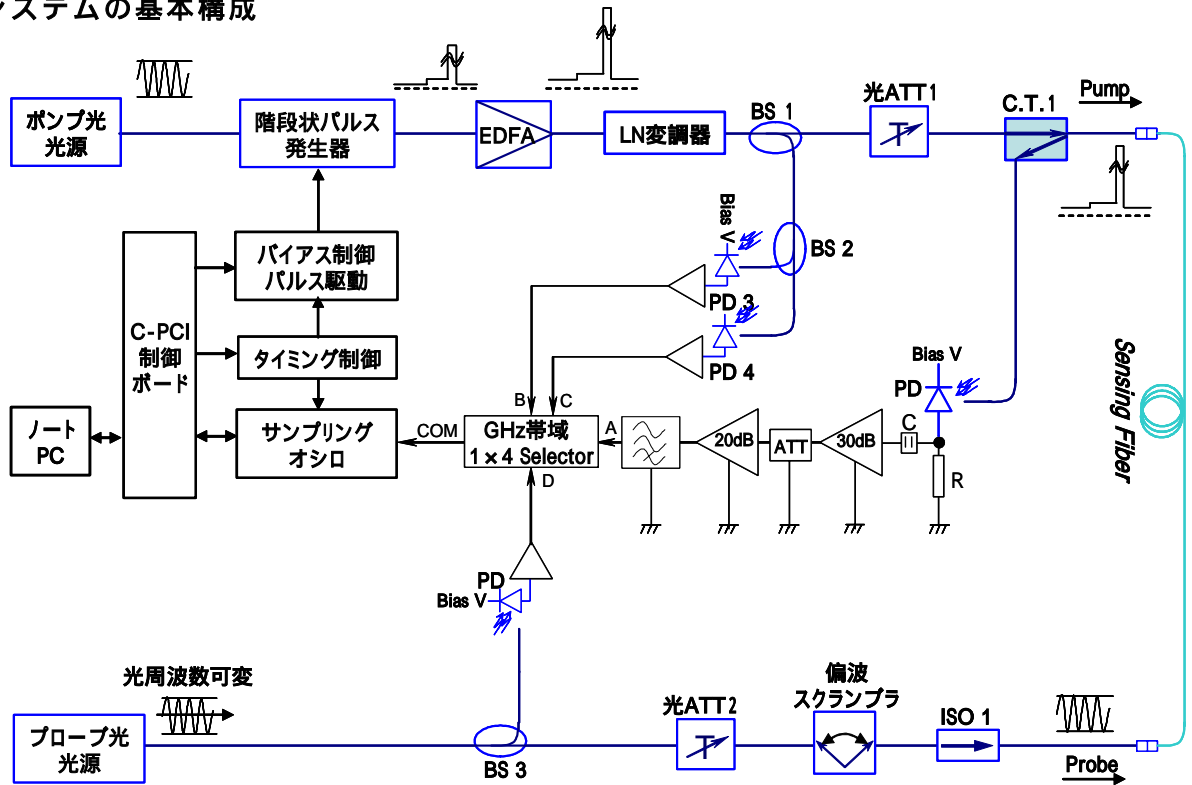 システムの基本構成
ポンプ光
光源
階段状パルス
発生器
EDFA
LN変調器
BS 1
光ATT1
C.T.1
Pump
Bias V
BS 2
PD 3
PD 4
バイアス制御
パルス駆動
C-PCI
制御
ボード
タイミング制御
ノート
PC
サンプリング
オシロ
COM
B
C
GHz帯域
1×4 Selector
A
D
20dB
ATT
30dB
C
Bias V
PD
R
Sensing Fiber
PD
Bias V
光周波数可変
プローブ光
光源
BS 3
光ATT2
偏波
スクランブラ
ISO 1
Probe